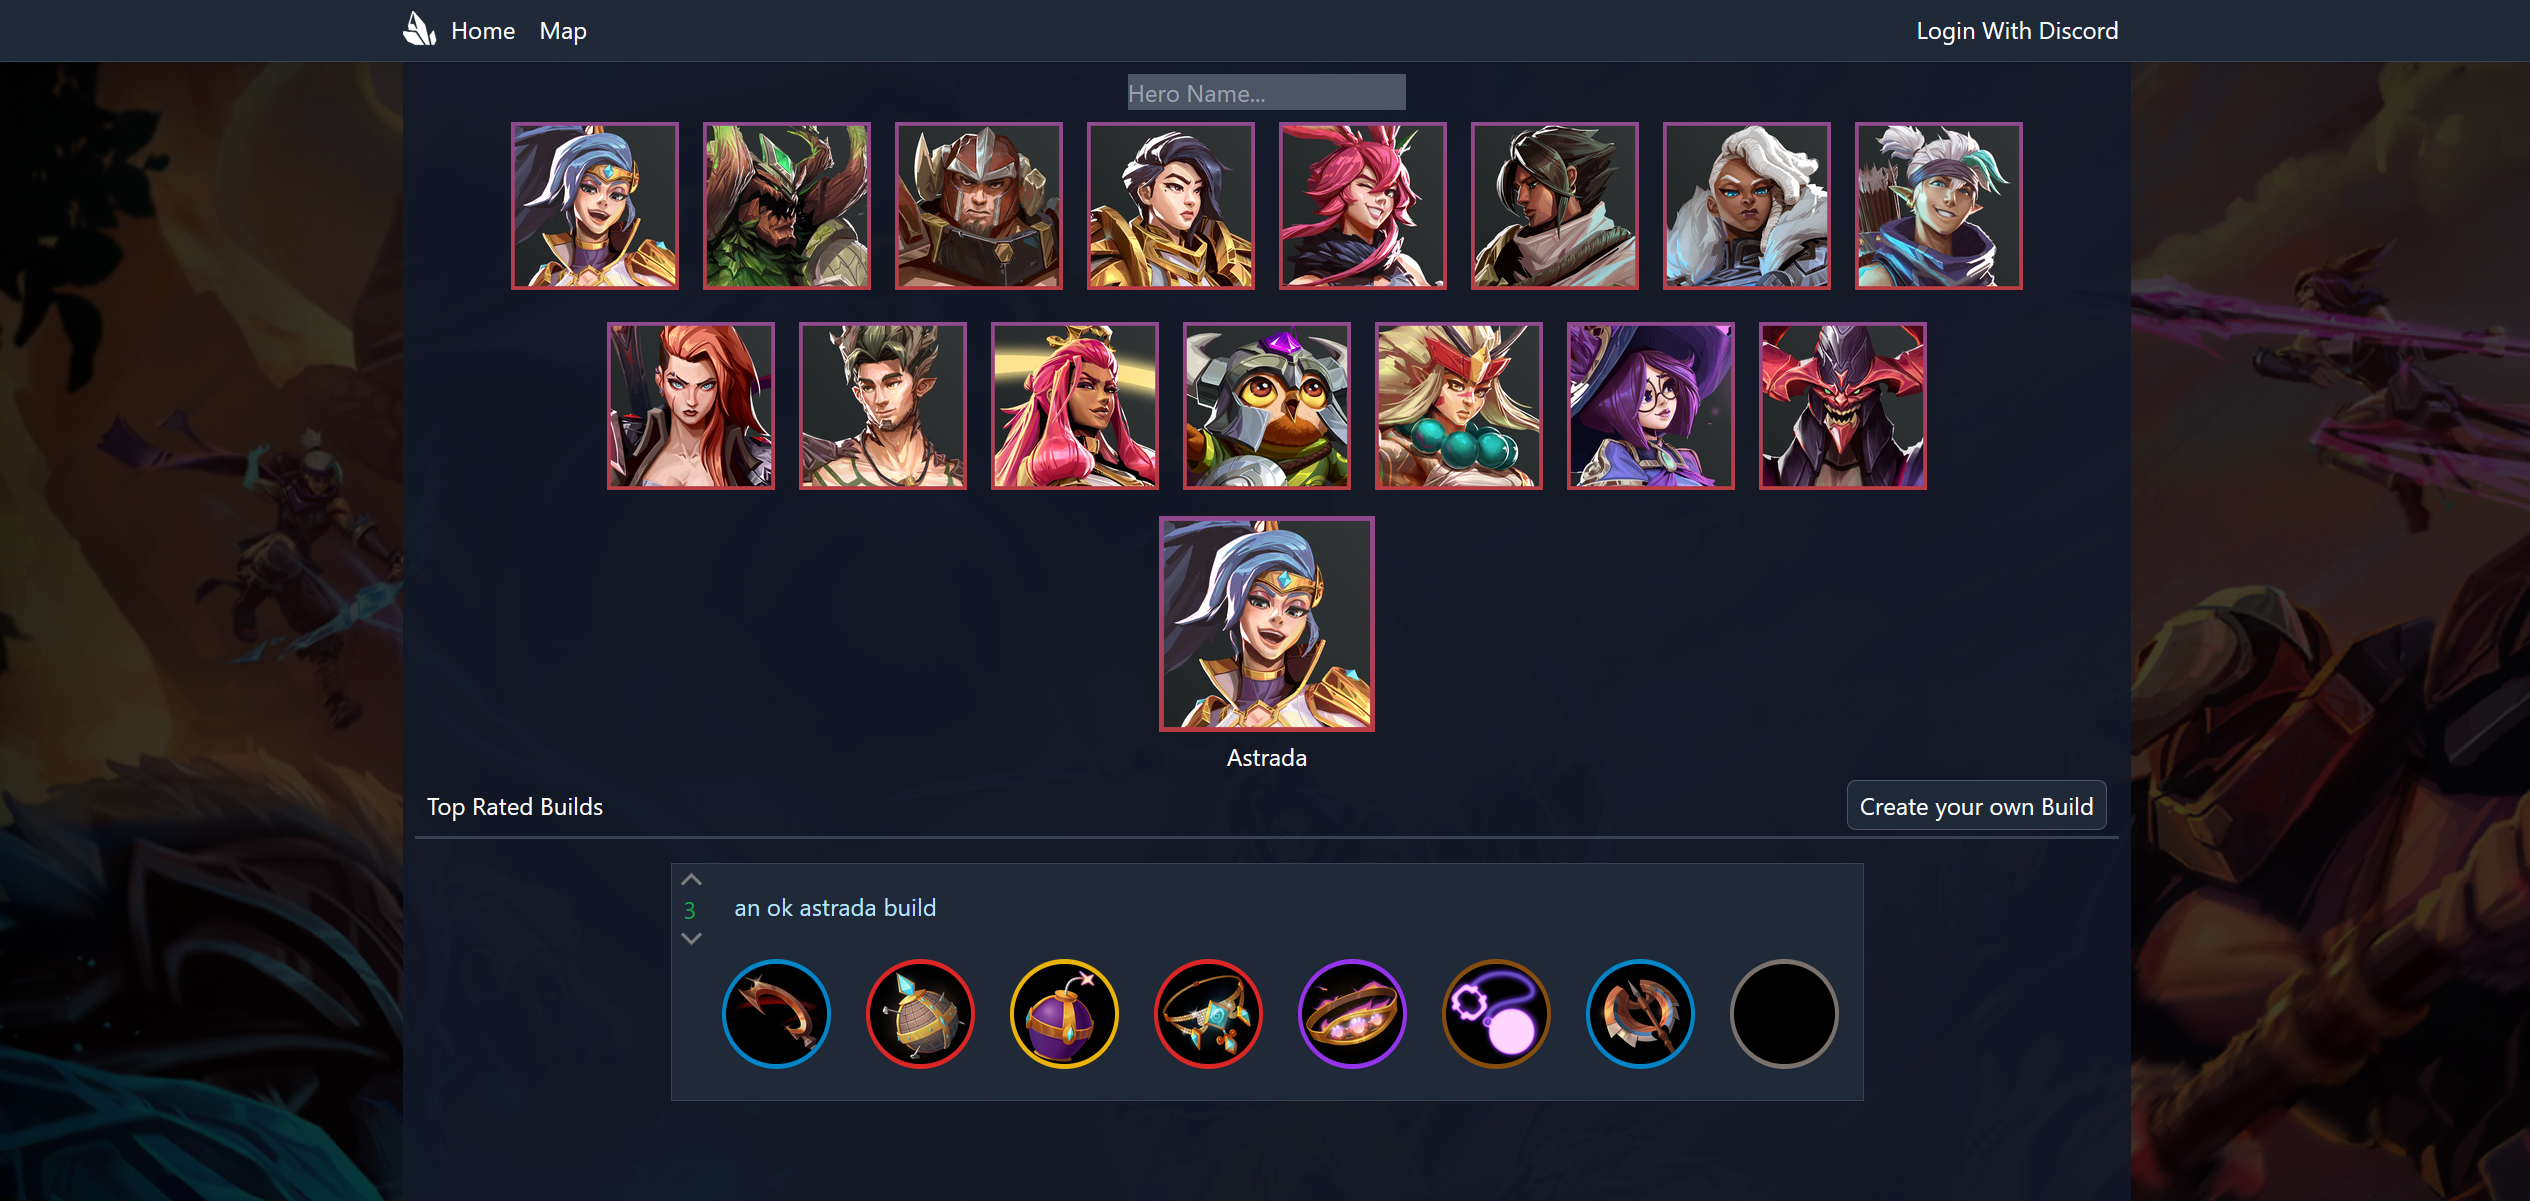 Home Map Login With Discord
Hero Name...
Astrada
Top Rated Builds Create your own Build
3 an ok astrada build